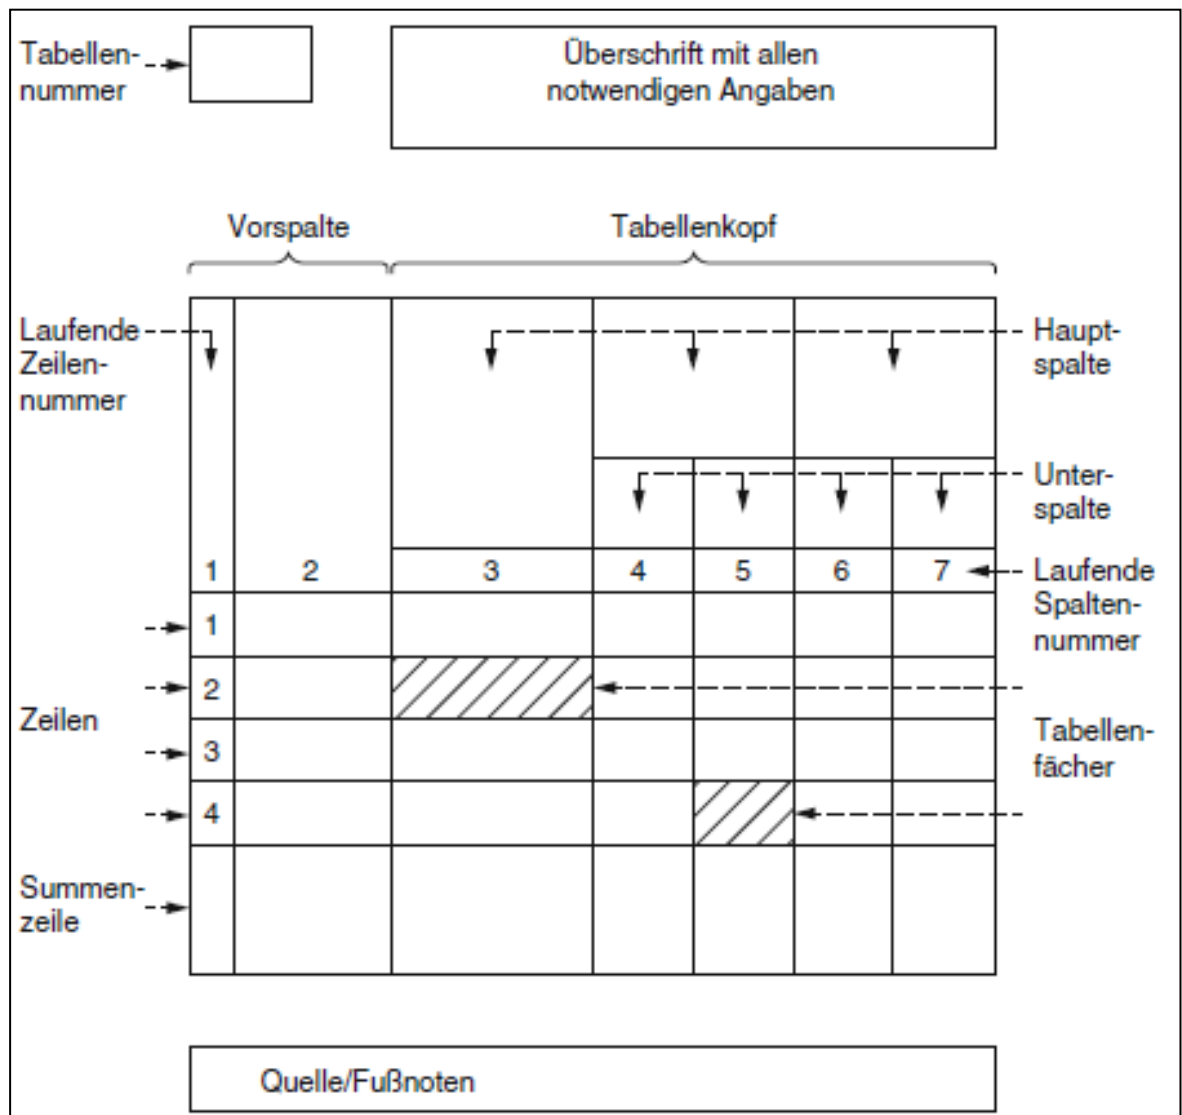 Tabellen-
nummer
Überschrift mit allen
notwendigen Angaben
Vorspalte
Tabellenkopf
Laufende
Zeilen-
nummer
Haupt-
spalte
Unter-
spalte
1 2 3 4 5 6 7
Laufende
Spalten-
nummer
1
2
Zeilen
3
Tabellen-
fächer
4
Summen-
zeile
Quelle/Fußnoten